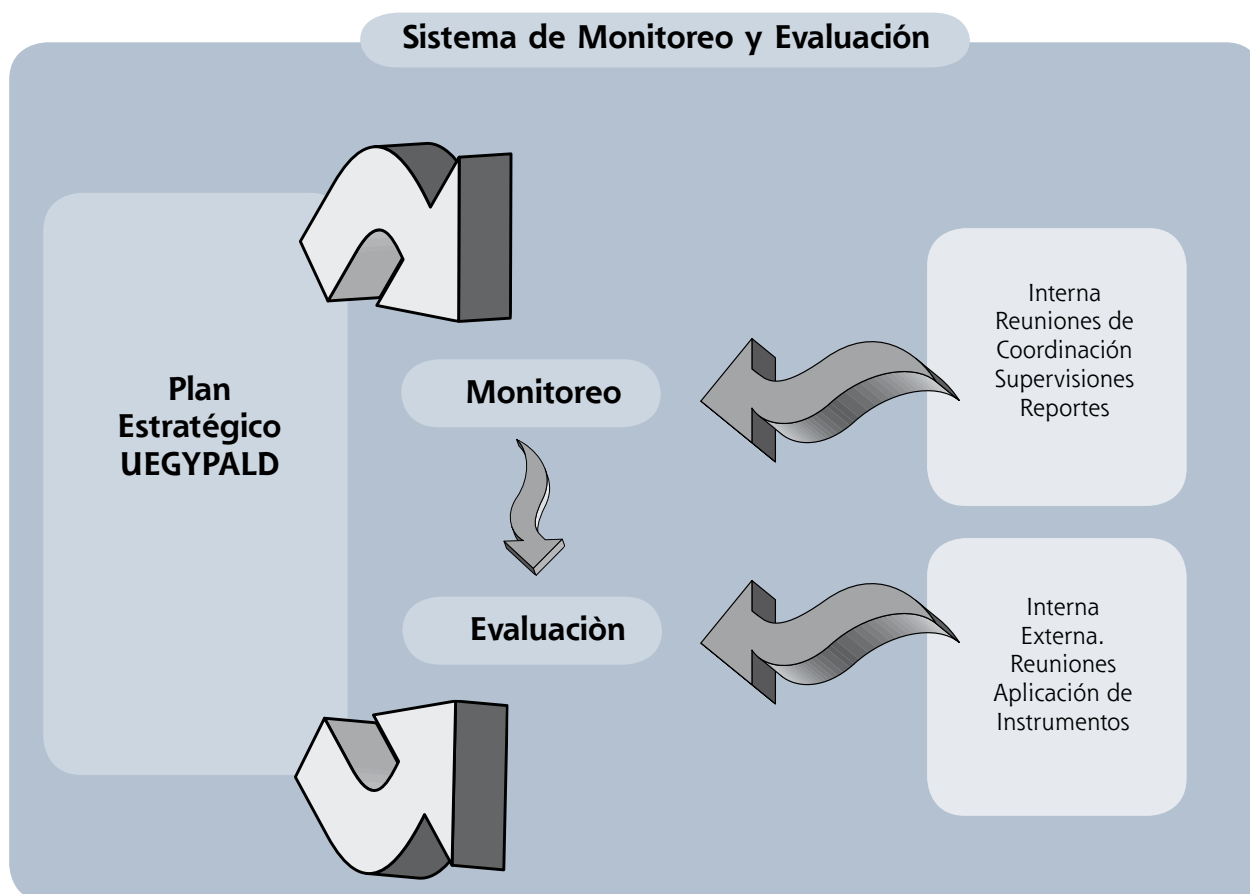 Sistema de Monitoreo y Evaluación
Plan
Estratégico
UEGYPALD
Monitoreo
Interna
Reuniones de
Coordinación
Supervisiones
Reportes
Evaluaciòn
Interna
Externa.
Reuniones
Aplicación de
Instrumentos